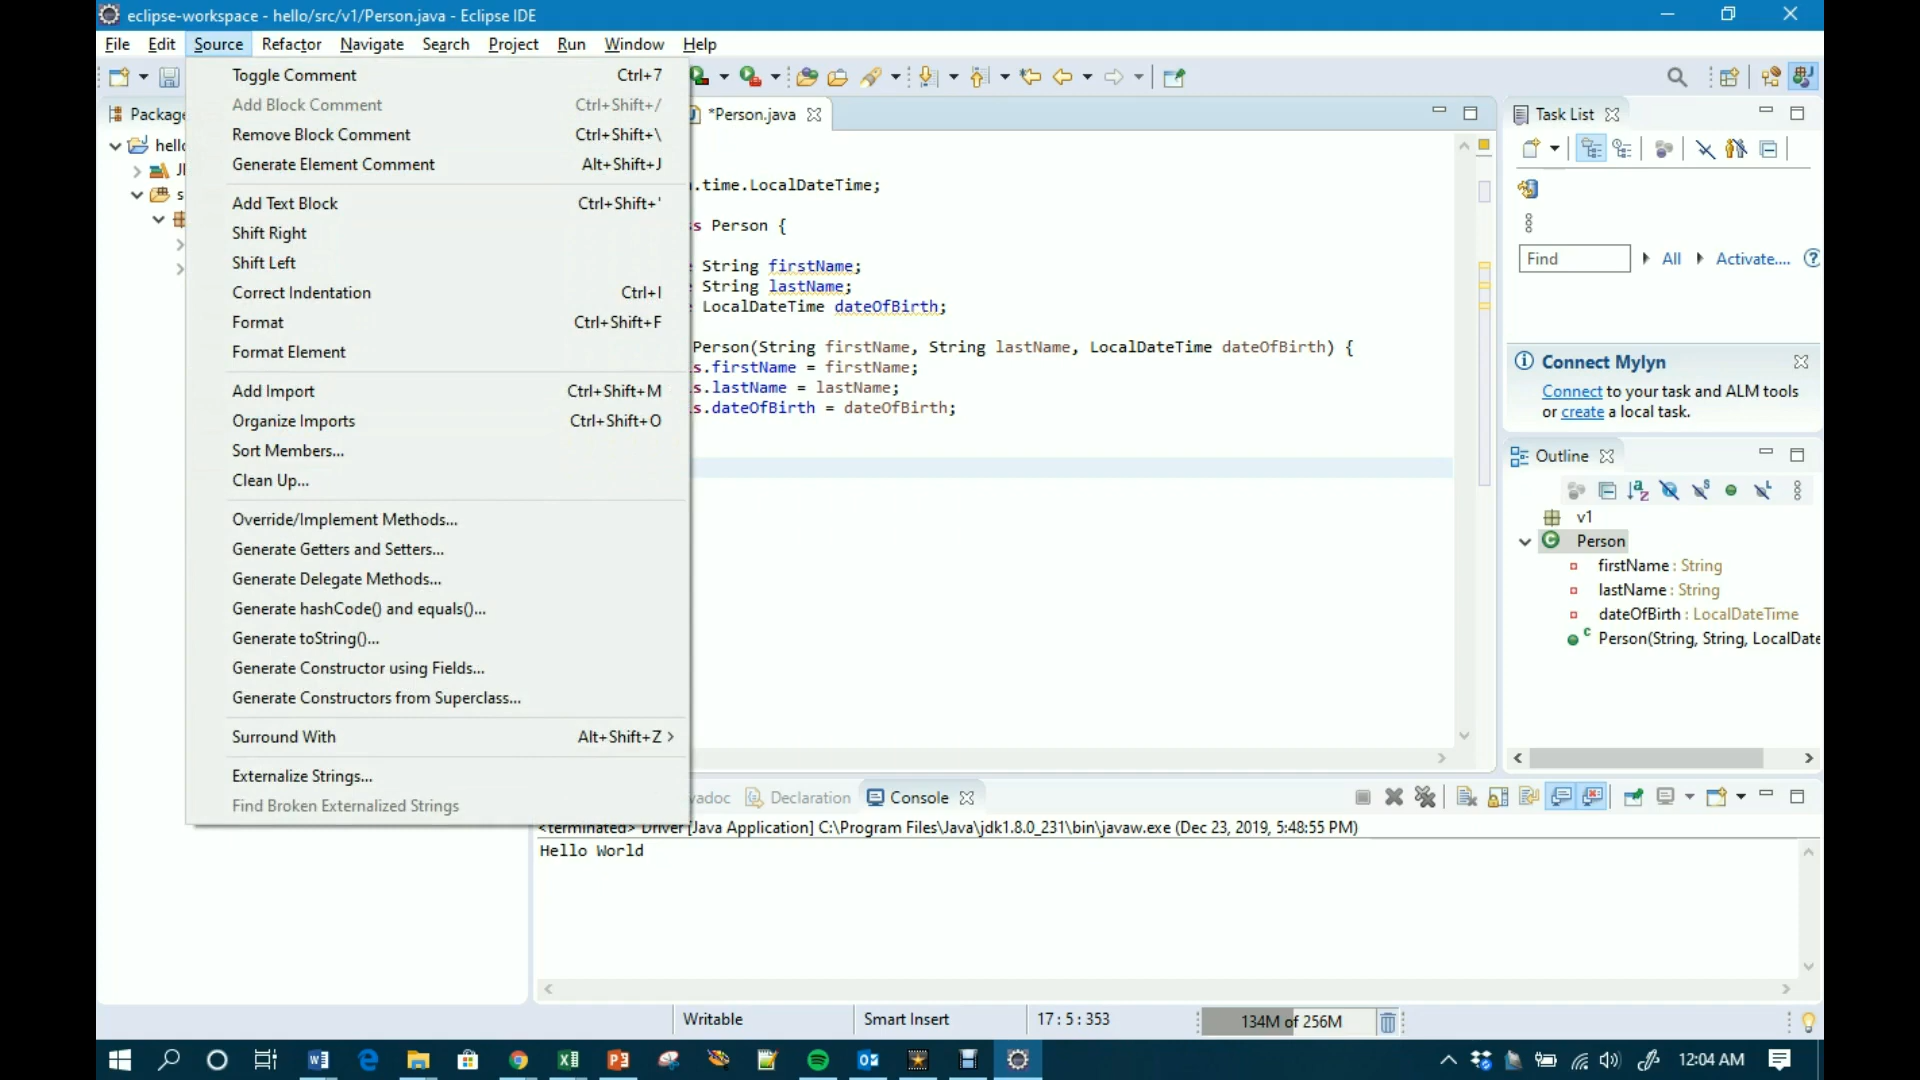 eclipse-workspace - hello/src/v1/Person.java - Eclipse IDE
File Edit Source Refactor Navigate Search Project Run Window Help
Toggle Comment Ctrl+7
Add Block Comment Ctrl+Shift+/
Remove Block Comment Ctrl+Shift+\
Generate Element Comment Alt+Shift+J
Add Text Block Ctrl+Shift+'
Shift Right
Shift Left
Correct Indentation Ctrl+I
Format Ctrl+Shift+F
Format Element
Add Import Ctrl+Shift+M
Organize Imports Ctrl+Shift+O
Sort Members...
Clean Up...
Override/Implement Methods...
Generate Getters and Setters...
Generate Delegate Methods...
Generate hashCode() and equals()...
Generate toString()...
Generate Constructor using Fields...
Generate Constructors from Superclass...
Surround With Alt+Shift+Z >
Externalize Strings...
Find Broken Externalized Strings
*Person.java
.time.LocalDateTime;
s Person {
String firstName;
String lastName;
LocalDateTime dateOfBirth;
Person(String firstName, String lastName, LocalDateTime dateOfBirth) {
s.firstName = firstName;
s.lastName = lastName;
s.dateOfBirth = dateOfBirth;
Task List
Find All Activate....
Connect Mylyn
Connect to your task and ALM tools
or create a local task.
Outline
v1
Person
firstName : String
lastName : String
dateOfBirth : LocalDateTime
Person(String, String, LocalDate
vadoc Declaration Console
<terminated> Driver [Java Application] C:\Program Files\Java\jdk1.8.0_231\bin\javaw.exe (Dec 23, 2019, 5:48:55 PM)
Hello World
Writable Smart Insert 17 : 5 : 353 134M of 256M
12:04 AM